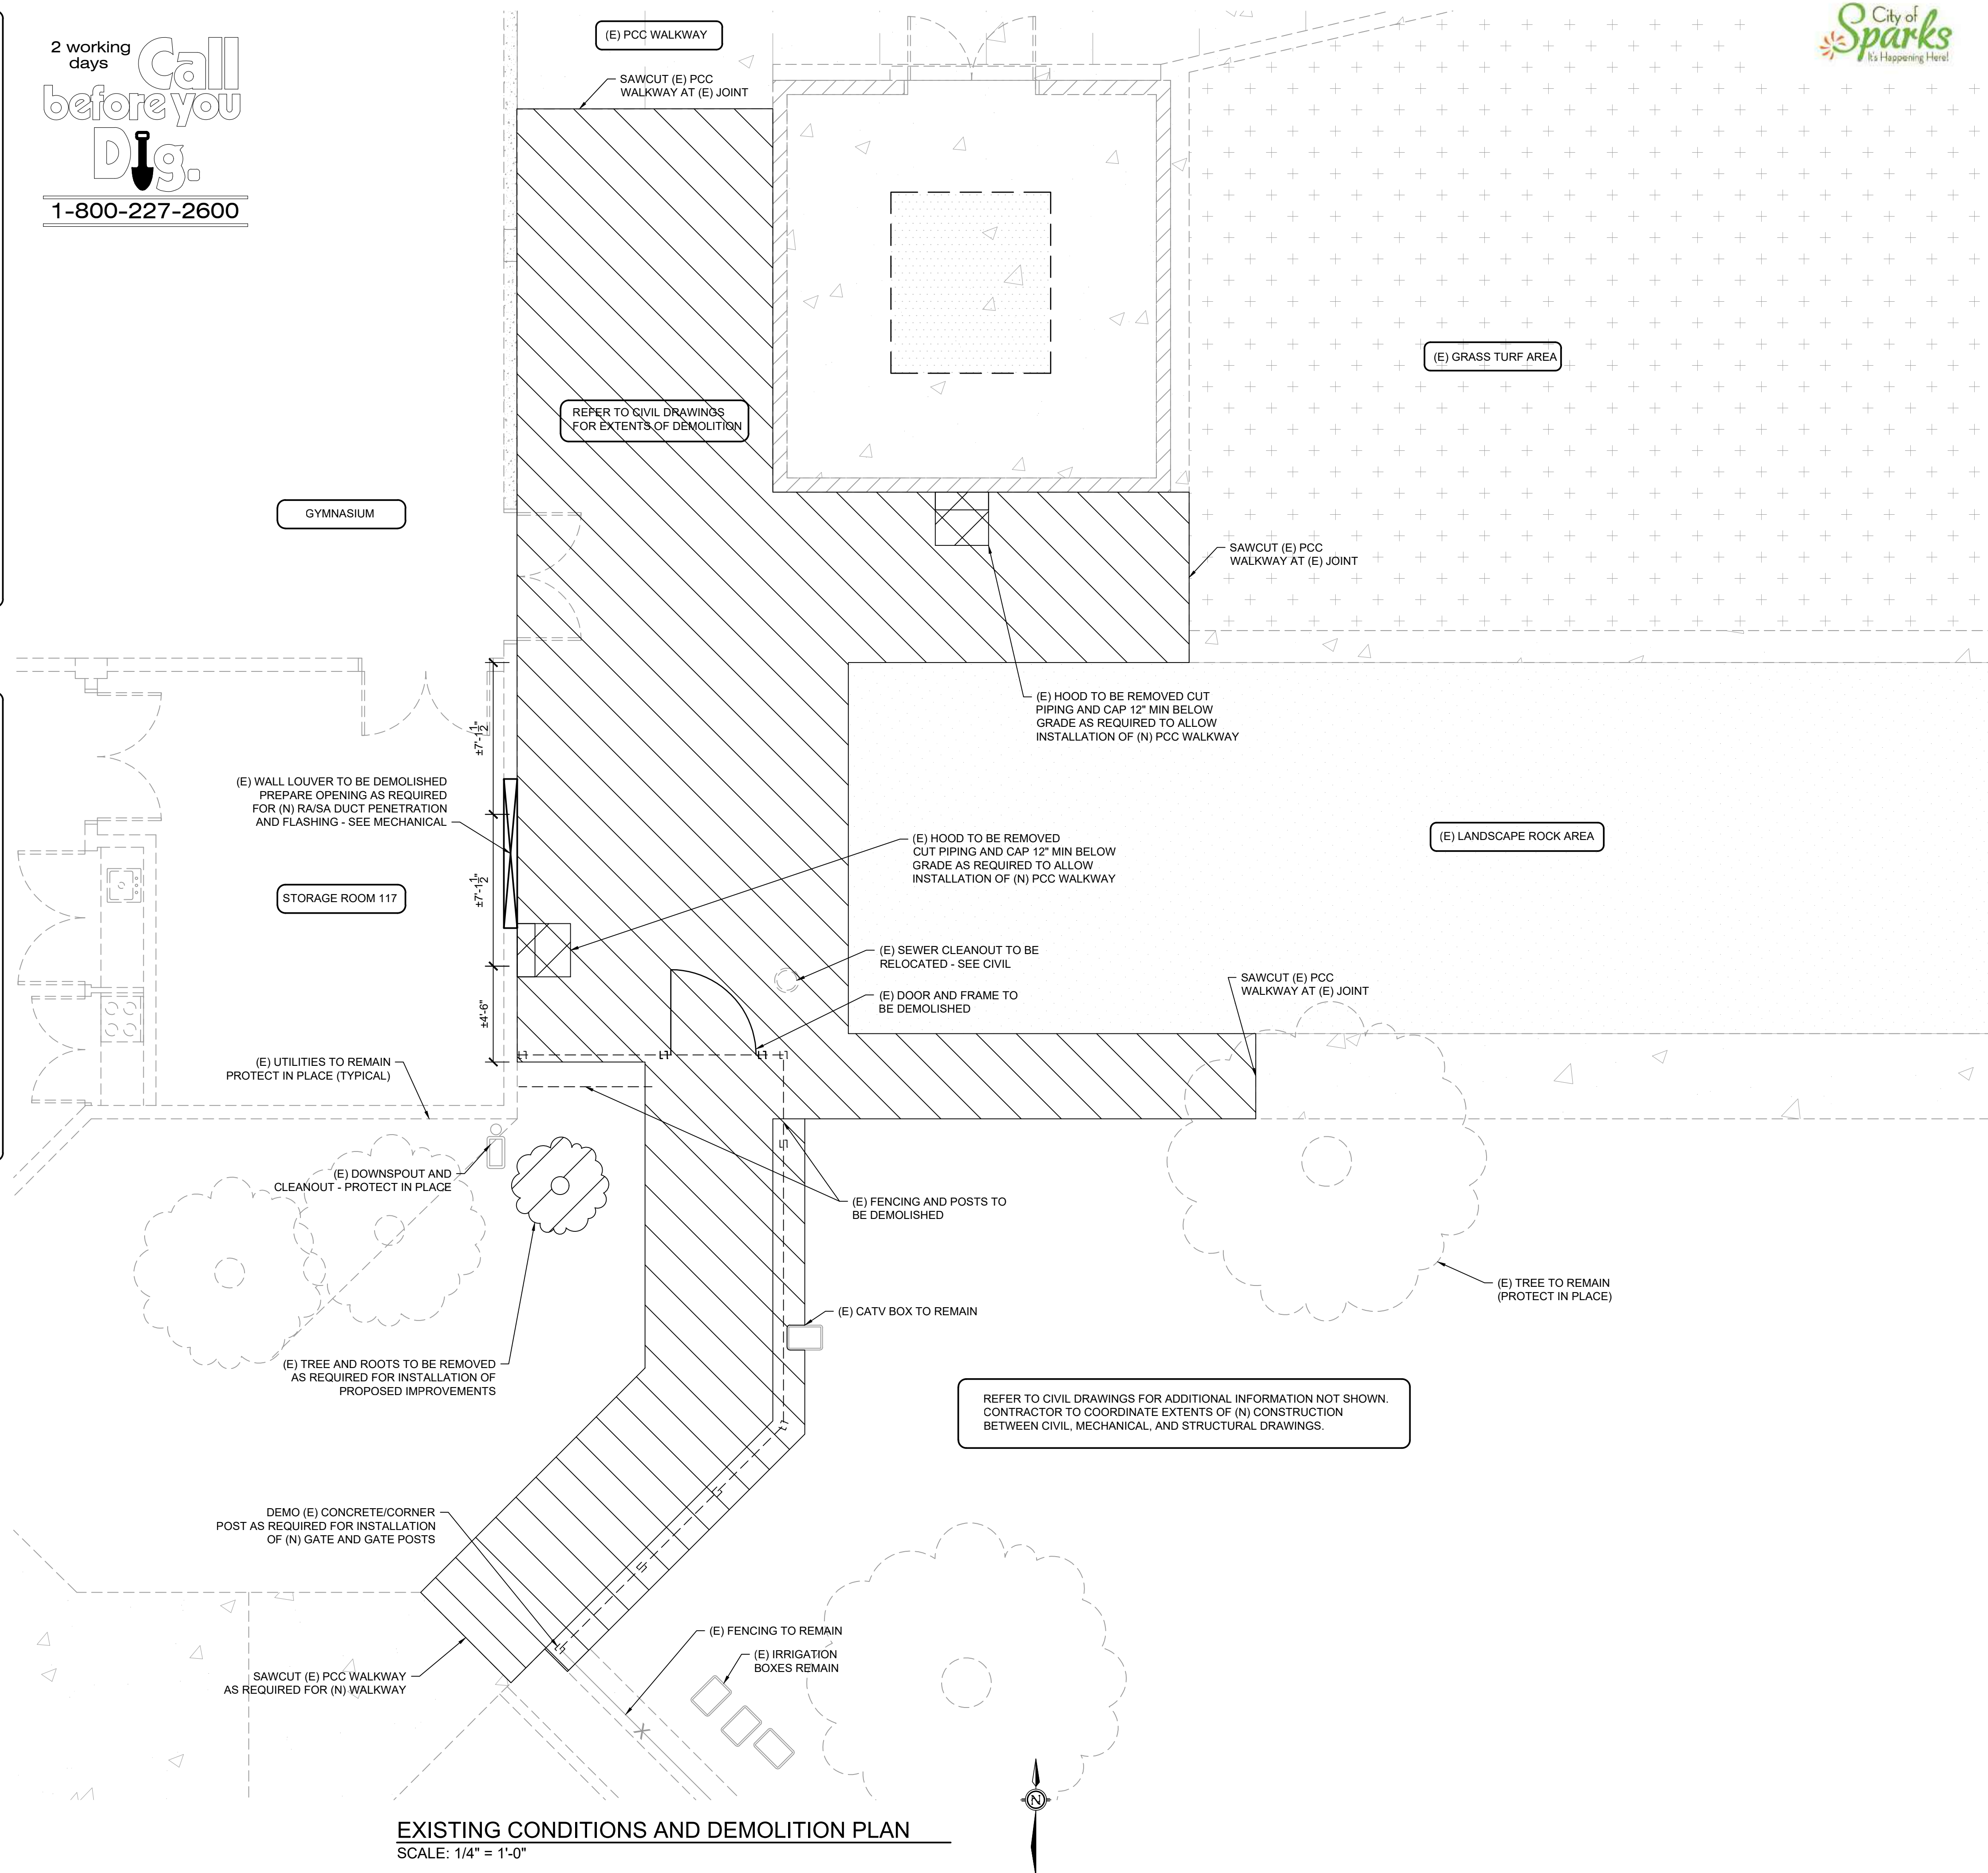 2 working
days
Call
before you
Dig.
1-800-227-2600
City of
Sparks
It's Happening Here!
(E) PCC WALKWAY
SAWCUT (E) PCC
WALKWAY AT (E) JOINT
(E) GRASS TURF AREA
REFER TO CIVIL DRAWINGS
FOR EXTENTS OF DEMOLITION
GYMNASIUM
SAWCUT (E) PCC
WALKWAY AT (E) JOINT
(E) HOOD TO BE REMOVED CUT
PIPING AND CAP 12" MIN BELOW
GRADE AS REQUIRED TO ALLOW
INSTALLATION OF (N) PCC WALKWAY
±7'-1 1/2"
(E) WALL LOUVER TO BE DEMOLISHED
PREPARE OPENING AS REQUIRED
FOR (N) RA/SA DUCT PENETRATION
AND FLASHING - SEE MECHANICAL
(E) HOOD TO BE REMOVED
CUT PIPING AND CAP 12" MIN BELOW
GRADE AS REQUIRED TO ALLOW
INSTALLATION OF (N) PCC WALKWAY
(E) LANDSCAPE ROCK AREA
±7'-1 1/2"
STORAGE ROOM 117
(E) SEWER CLEANOUT TO BE
RELOCATED - SEE CIVIL
SAWCUT (E) PCC
WALKWAY AT (E) JOINT
(E) DOOR AND FRAME TO
BE DEMOLISHED
±4'-6"
(E) UTILITIES TO REMAIN
PROTECT IN PLACE (TYPICAL)
(E) DOWNSPOUT AND
CLEANOUT - PROTECT IN PLACE
(E) FENCING AND POSTS TO
BE DEMOLISHED
(E) TREE TO REMAIN
(PROTECT IN PLACE)
(E) CATV BOX TO REMAIN
(E) TREE AND ROOTS TO BE REMOVED
AS REQUIRED FOR INSTALLATION OF
PROPOSED IMPROVEMENTS
REFER TO CIVIL DRAWINGS FOR ADDITIONAL INFORMATION NOT SHOWN.
CONTRACTOR TO COORDINATE EXTENTS OF (N) CONSTRUCTION
BETWEEN CIVIL, MECHANICAL, AND STRUCTURAL DRAWINGS.
DEMO (E) CONCRETE/CORNER
POST AS REQUIRED FOR INSTALLATION
OF (N) GATE AND GATE POSTS
(E) FENCING TO REMAIN
(E) IRRIGATION
BOXES REMAIN
SAWCUT (E) PCC WALKWAY
AS REQUIRED FOR (N) WALKWAY
N
EXISTING CONDITIONS AND DEMOLITION PLAN
SCALE: 1/4" = 1'-0"